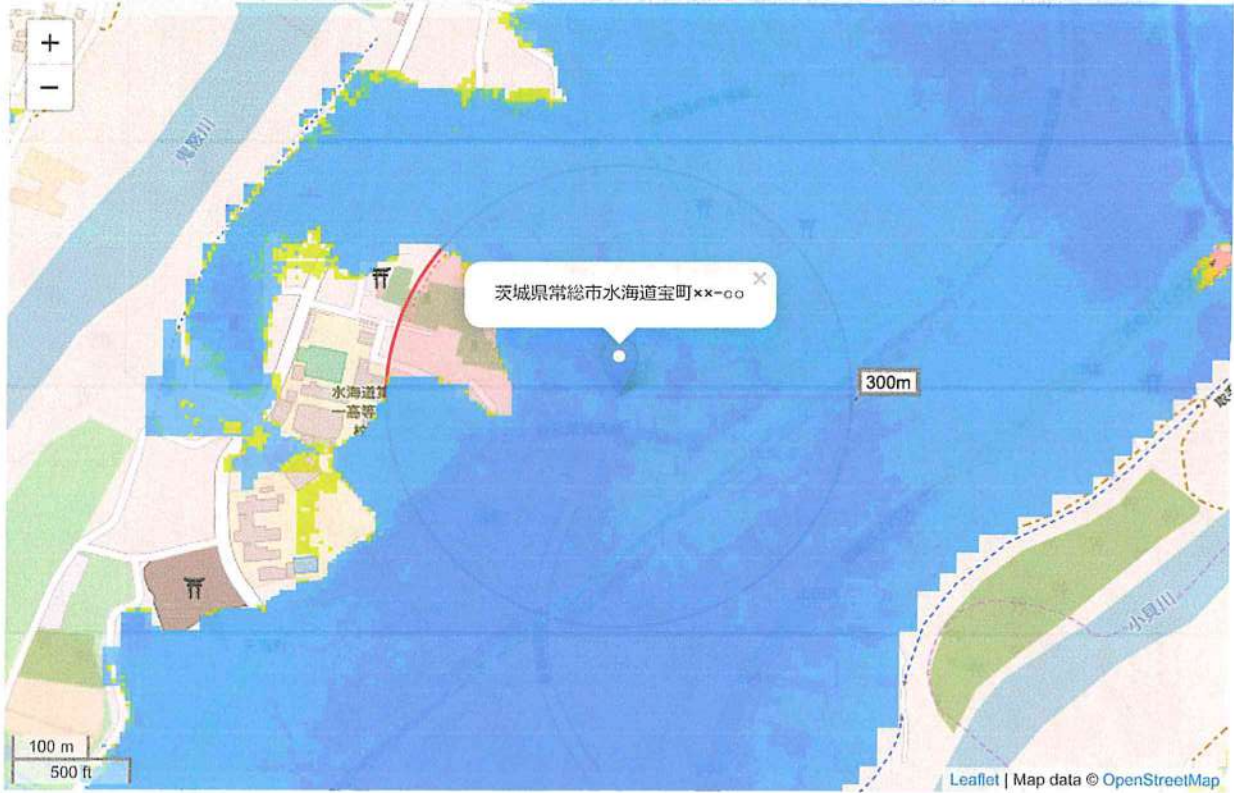 +
−
鬼怒川
茨城県常総市水海道宝町××-○○
×
300m
水海道第
一高等
校
小貝川
100 m
500 ft
Leaflet | Map data © OpenStreetMap